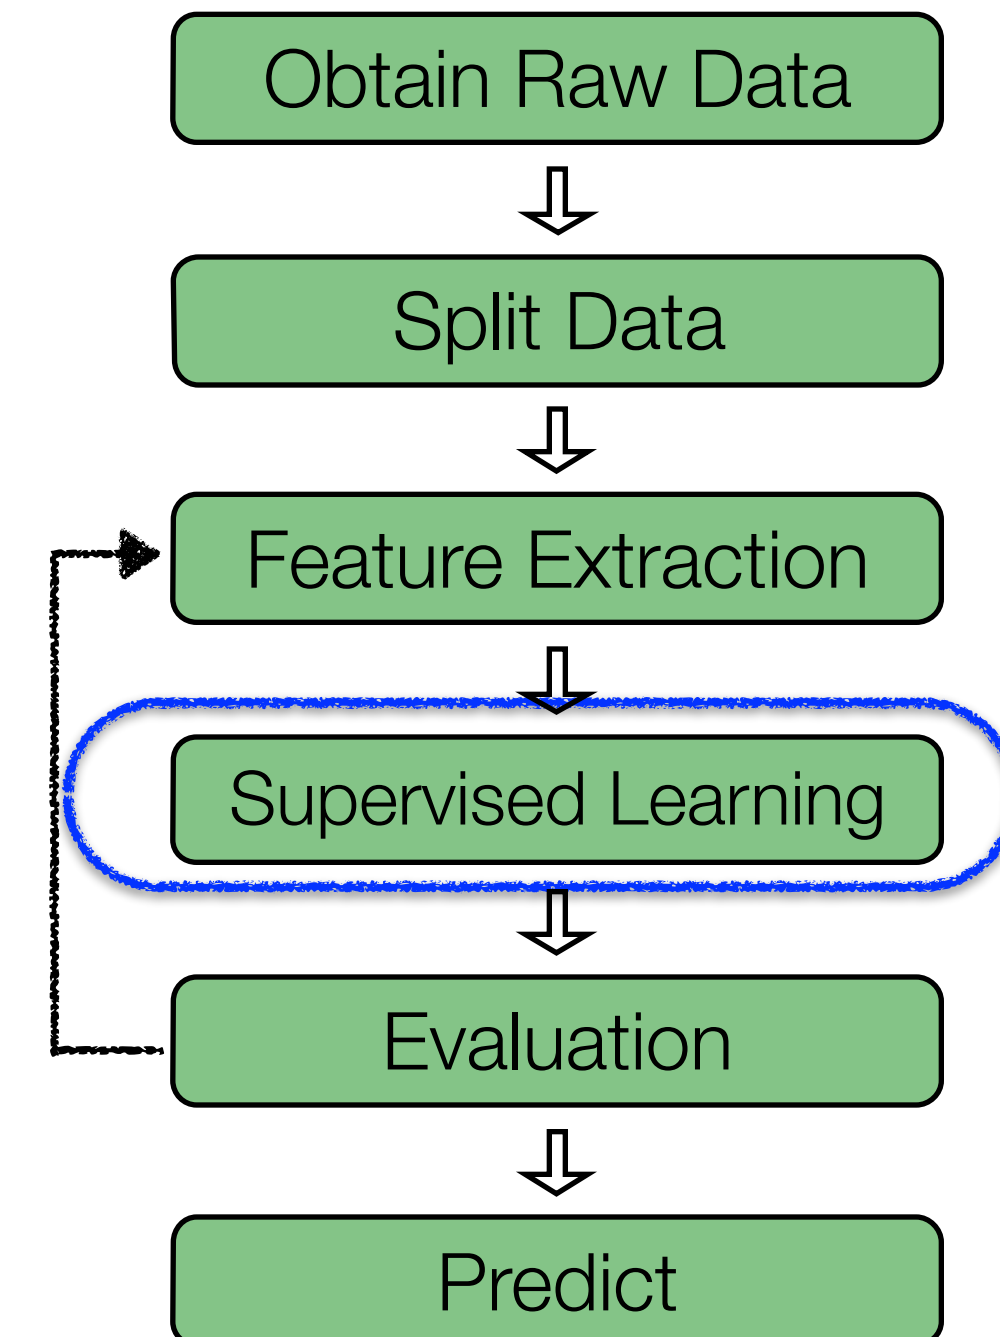 Obtain Raw Data
Split Data
Feature Extraction
Supervised Learning
Evaluation
Predict